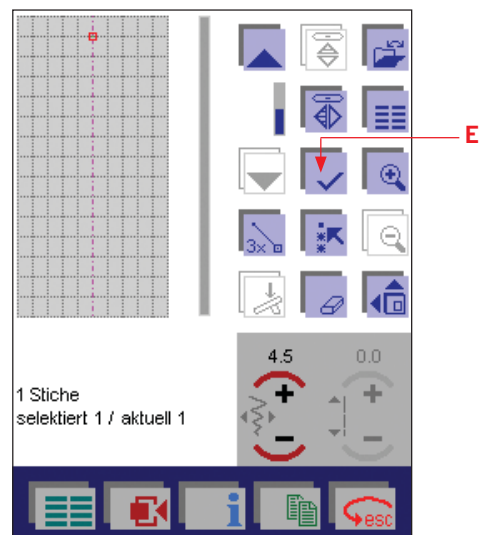 E
3x
4.5 0.0
+ +
− −
1 Stiche
selektiert 1 / aktuell 1
i
esc